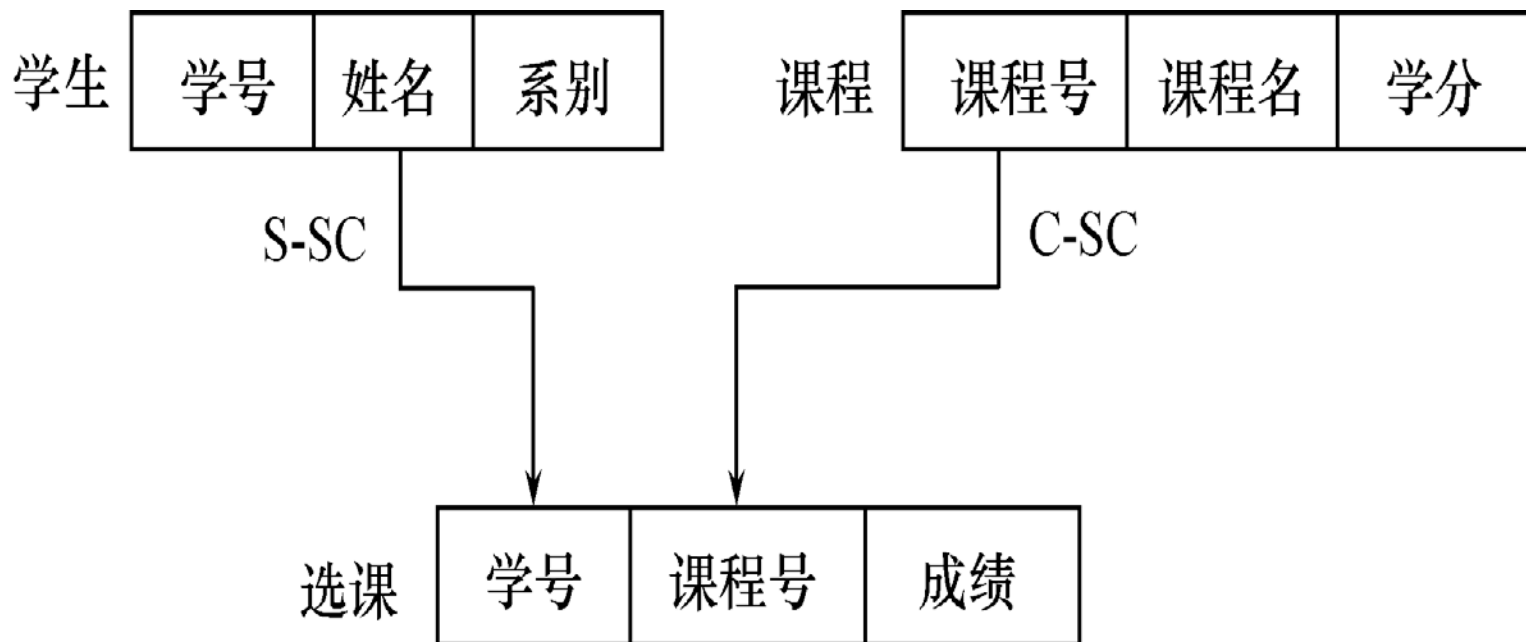 学生 学号 姓名 系别 课程 课程号 课程名 学分
S-SC C-SC
选课 学号 课程号 成绩